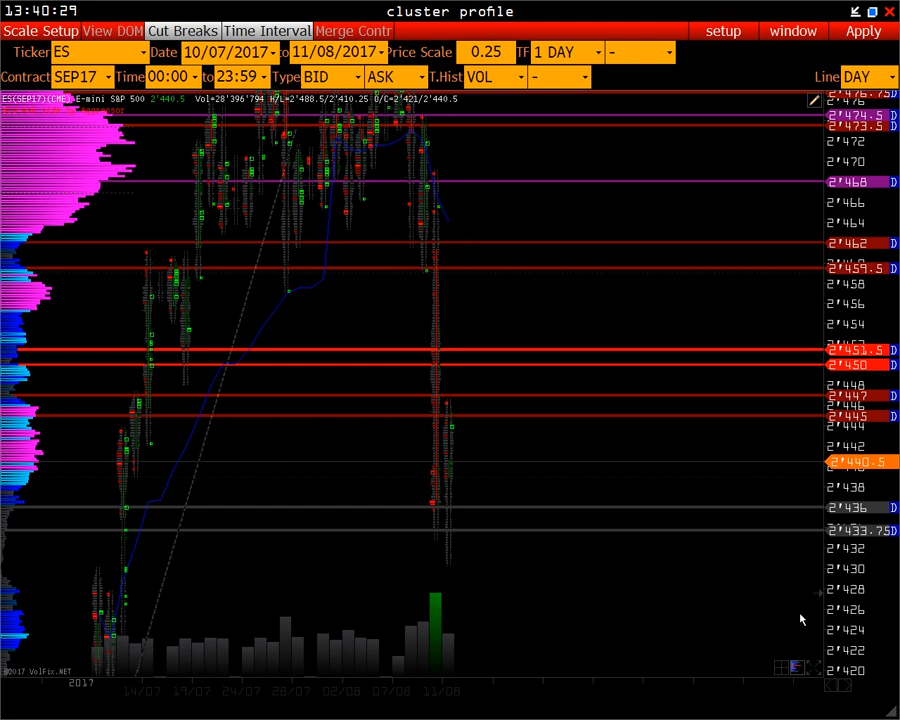 13:40:29 cluster profile
Scale Setup View DOM Cut Breaks Time Interval Merge Contr setup window Apply
Ticker ES Date 10/07/2017 to 11/08/2017 Price Scale 0.25 TF 1 DAY -
Contract SEP17 Time 00:00 to 23:59 Type BID ASK T.Hist VOL - Line DAY
ES(SEP17)(CME) E-mini S&P 500 2'440.5 Vol=28'396'794 H/L=2'488.5/2'410.25 O/C=2'421/2'440.5
2'476.75 D
2'476
2'474.5 D
2'473.5 D
2'472
2'470
2'468 D
2'466
2'464
2'462 D
2'459.5 D
2'458
2'456
2'454
2'451.5 D
2'450 D
2'448
2'447 D
2'446
2'445 D
2'444
2'442
2'440.5
2'438
2'436 D
2'433.75 D
2'432
2'430
2'428
2'426
2'424
2'422
2'420
©2017 VolFix.NET
2017
14/07 19/07 24/07 28/07 02/08 07/08 11/08